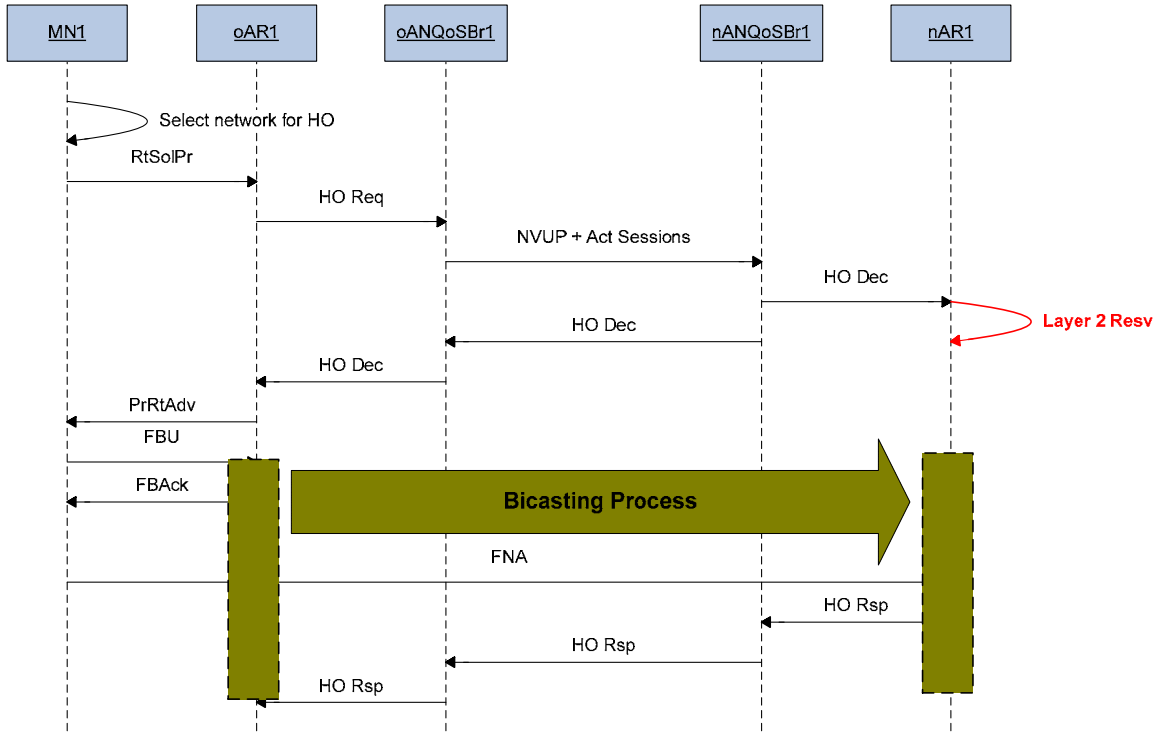 MN1
oAR1
oANQoSBr1
nANQoSBr1
nAR1
Select network for HO
RtSolPr
HO Req
NVUP + Act Sessions
HO Dec
Layer 2 Resv
HO Dec
HO Dec
PrRtAdv
FBU
FBAck
Bicasting Process
FNA
HO Rsp
HO Rsp
HO Rsp